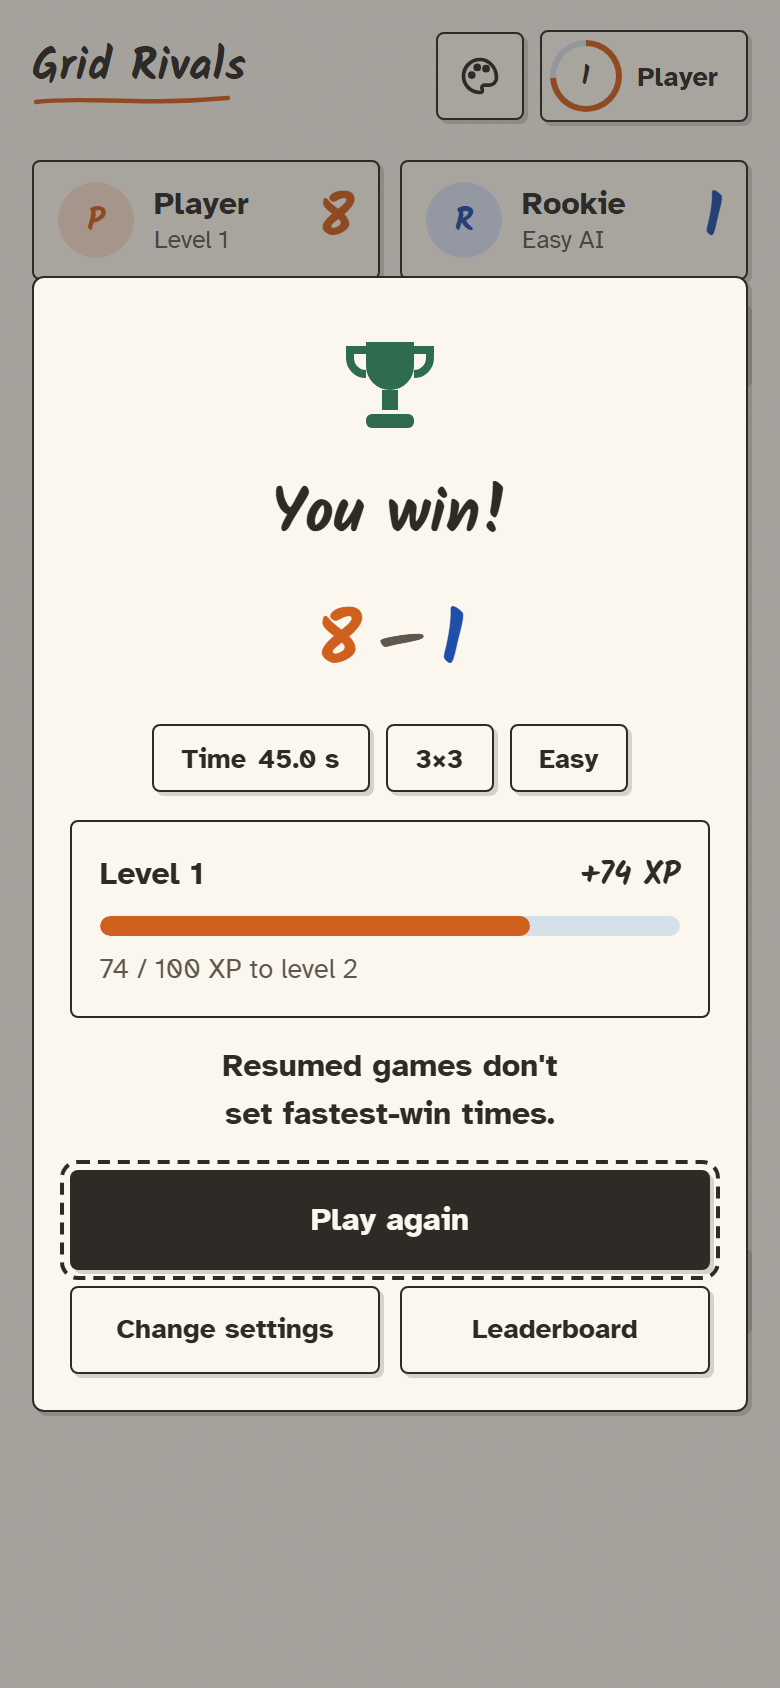 Grid Rivals
1 Player
P Player 8
Level 1
R Rookie 1
Easy AI
You win!
8 – 1
Time 45.0 s 3×3 Easy
Level 1 +74 XP
74 / 100 XP to level 2
Resumed games don't
set fastest-win times.
Play again
Change settings Leaderboard